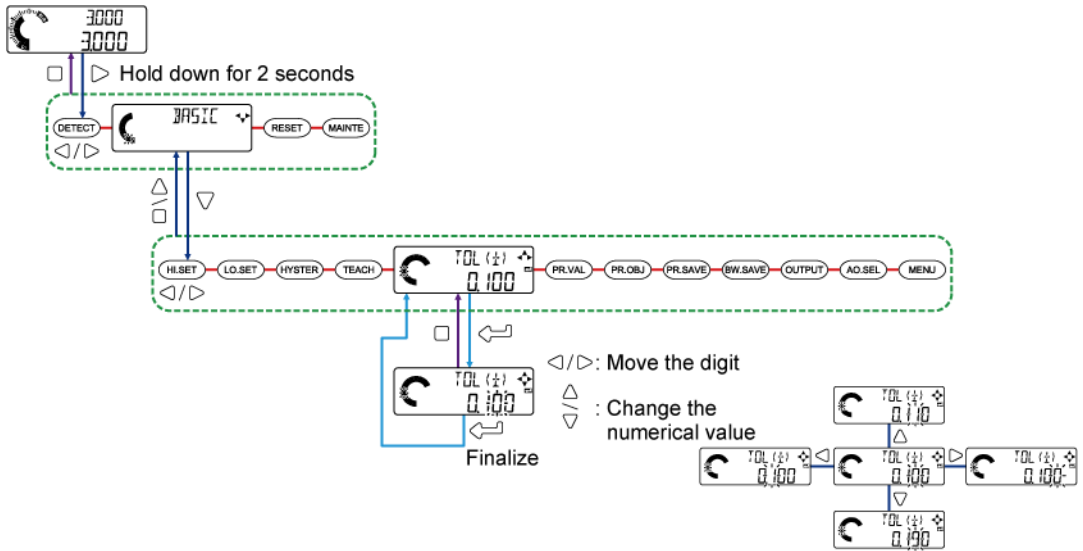 3.000
3.000
Hold down for 2 seconds
DETECT
BASIC
RESET
MAINTE
HI.SET
LO.SET
HYSTER
TEACH
TOL (±)
0.100
PR.VAL
PR.OBJ
PR.SAVE
BW.SAVE
OUTPUT
AO.SEL
MENU
TOL (±)
0.100
: Move the digit
: Change the
numerical value
Finalize
TOL (±)
0.110
TOL (±)
0.100
TOL (±)
0.100
TOL (±)
0.100
TOL (±)
0.190